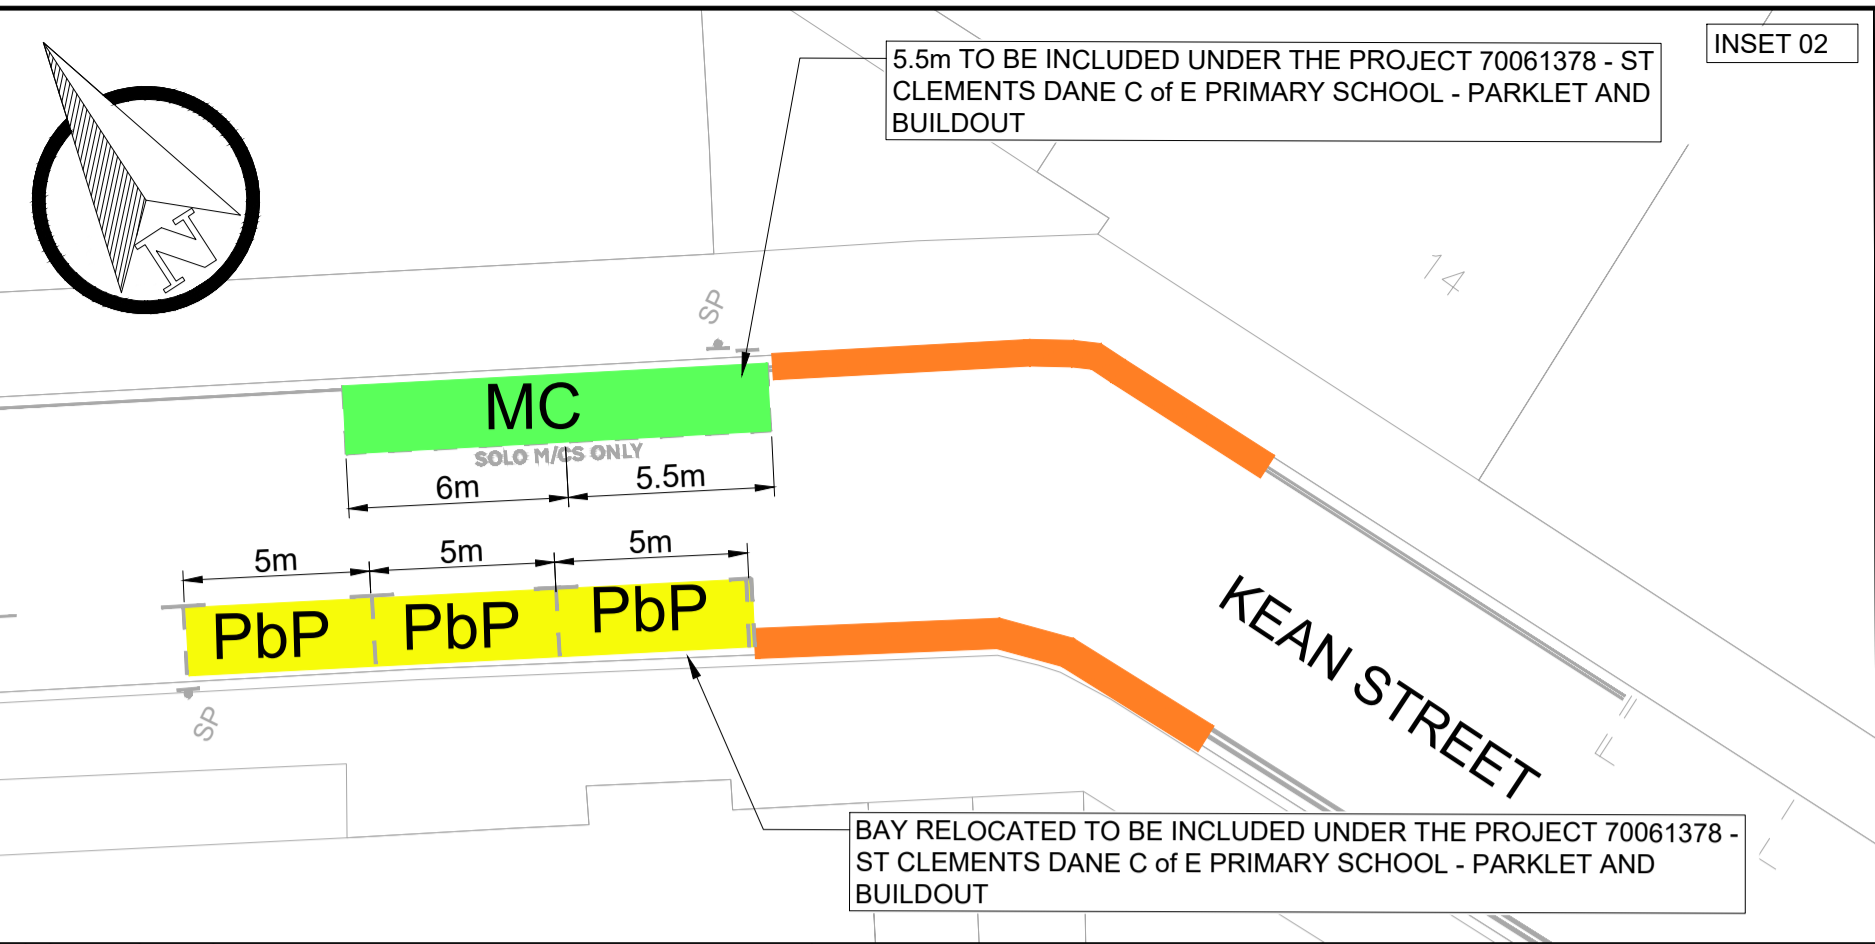 INSET 02
5.5m TO BE INCLUDED UNDER THE PROJECT 70061378 - ST
CLEMENTS DANE C of E PRIMARY SCHOOL - PARKLET AND
BUILDOUT
N
14
SP
MC
SOLO M/CS ONLY
6m
5.5m
5m
5m
5m
PbP
PbP
PbP
SP
KEAN STREET
BAY RELOCATED TO BE INCLUDED UNDER THE PROJECT 70061378 -
ST CLEMENTS DANE C of E PRIMARY SCHOOL - PARKLET AND
BUILDOUT